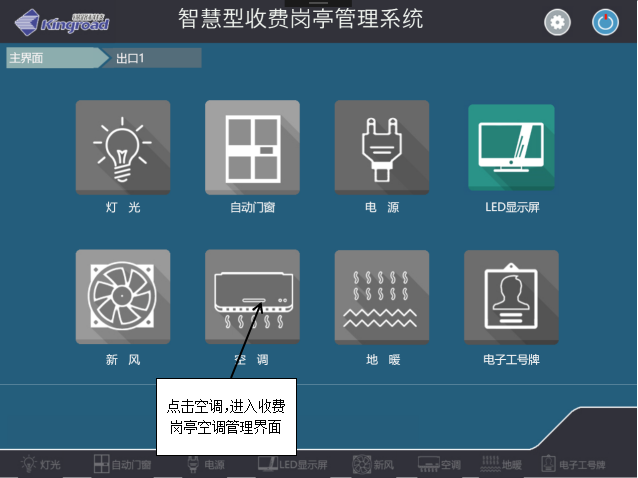 Kingroad
智慧型收费岗亭管理系统
主界面 出口1
灯 光 自动门窗 电 源 LED显示屏
新 风 空 调 地 暖 电子工号牌
点击空调,进入收费
岗亭空调管理界面
灯光 自动门窗 电源 LED显示屏 新风 空调 地暖 电子工号牌